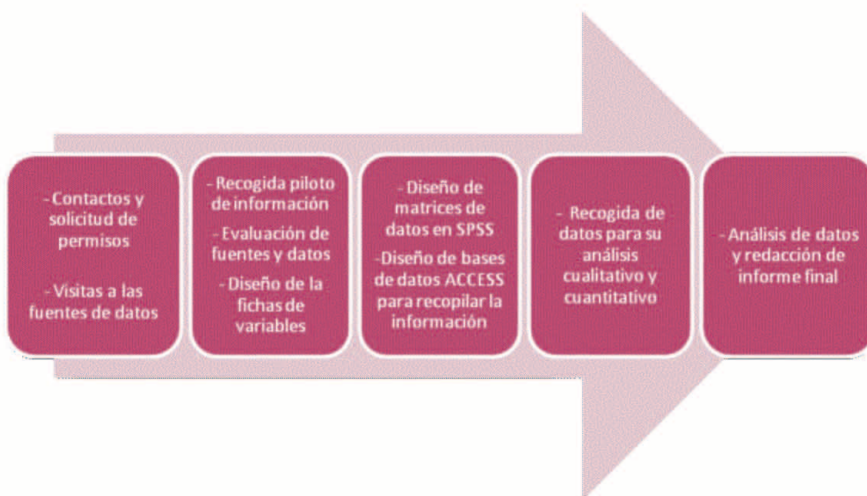 - Contactos y
solicitud de
permisos
- Visitas a las
fuentes de datos
- Recogida piloto
de información
- Evaluación de
fuentes y datos
- Diseño de la
fichas de
variables
- Diseño de
matrices de
datos en SPSS
-Diseño de bases
de datos ACCESS
para recopilar la
información
- Recogida de
datos para su
análisis
cualitativo y
cuantitativo
- Análisis de datos
y redacción de
informe final